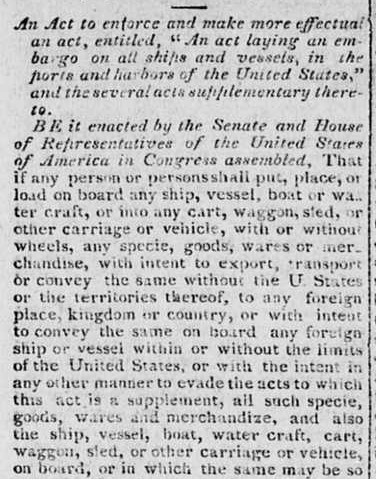 An Act to enforce and make more effectual
an act, entitled, "An act laying an em-
bargo on all ships and vessels, in the
ports and harbors of the United States,"
and the several acts supplementary there-
to.
BE it enacted by the Senate and House
of Representatives of the United States
of America in Congress assembled, That
if any person or persons shall put, place, or
load on board any ship, vessel, boat or wa-
ter craft, or into any cart, waggon, sled, or
other carriage or vehicle, with or without
wheels, any specie, goods, wares or mer-
chandise, with intent to export, transport
or convey the same without the U. States
or the territories thereof, to any foreign
place, kingdom or country, or with intent
to convey the same on board any foreign
ship or vessel within or without the limits
of the United States, or with the intent in
any other manner to evade the acts to which
this act is a supplement, all such specie,
goods, wares and merchandize, and also
the ship, vessel, boat, water craft, cart,
waggon, sled, or other carriage or vehicle,
on board, or in which the same may be so